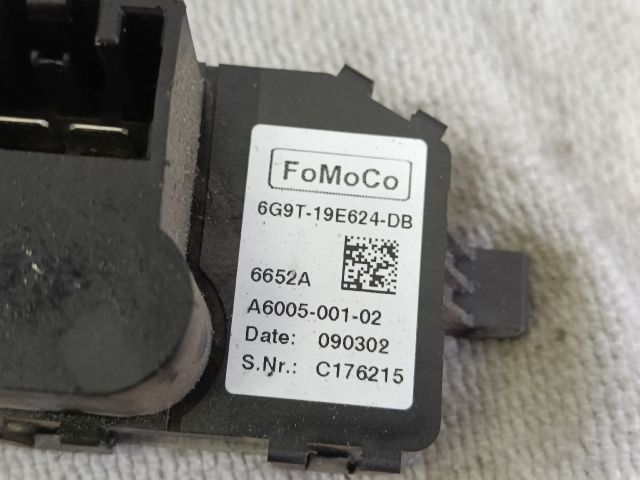 FoMoCo
6G9T-19E624-DB
6652A
A6005-001-02
Date: 090302
S.Nr.: C176215